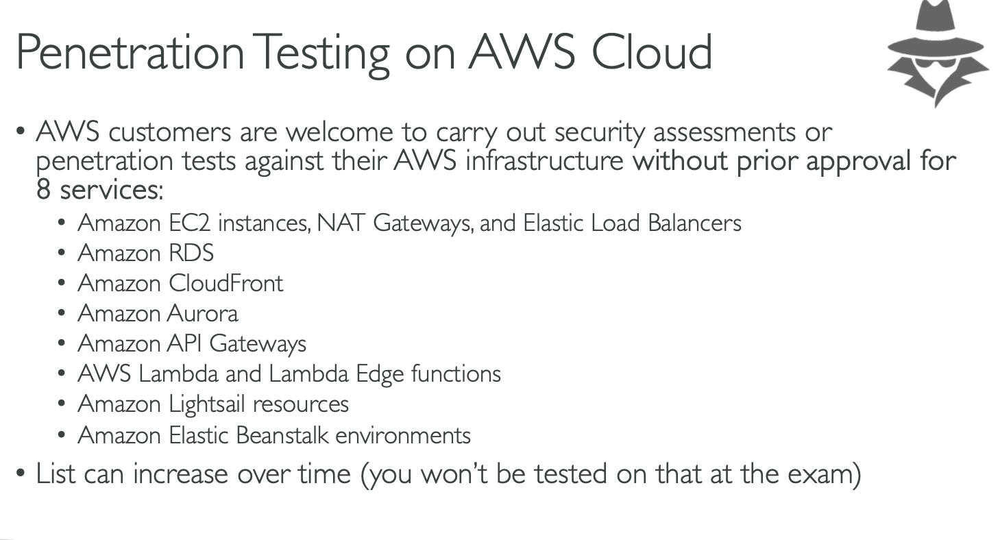 Penetration Testing on AWS Cloud
• AWS customers are welcome to carry out security assessments or
penetration tests against their AWS infrastructure without prior approval for
8 services:
• Amazon EC2 instances, NAT Gateways, and Elastic Load Balancers
• Amazon RDS
• Amazon CloudFront
• Amazon Aurora
• Amazon API Gateways
• AWS Lambda and Lambda Edge functions
• Amazon Lightsail resources
• Amazon Elastic Beanstalk environments
• List can increase over time (you won’t be tested on that at the exam)